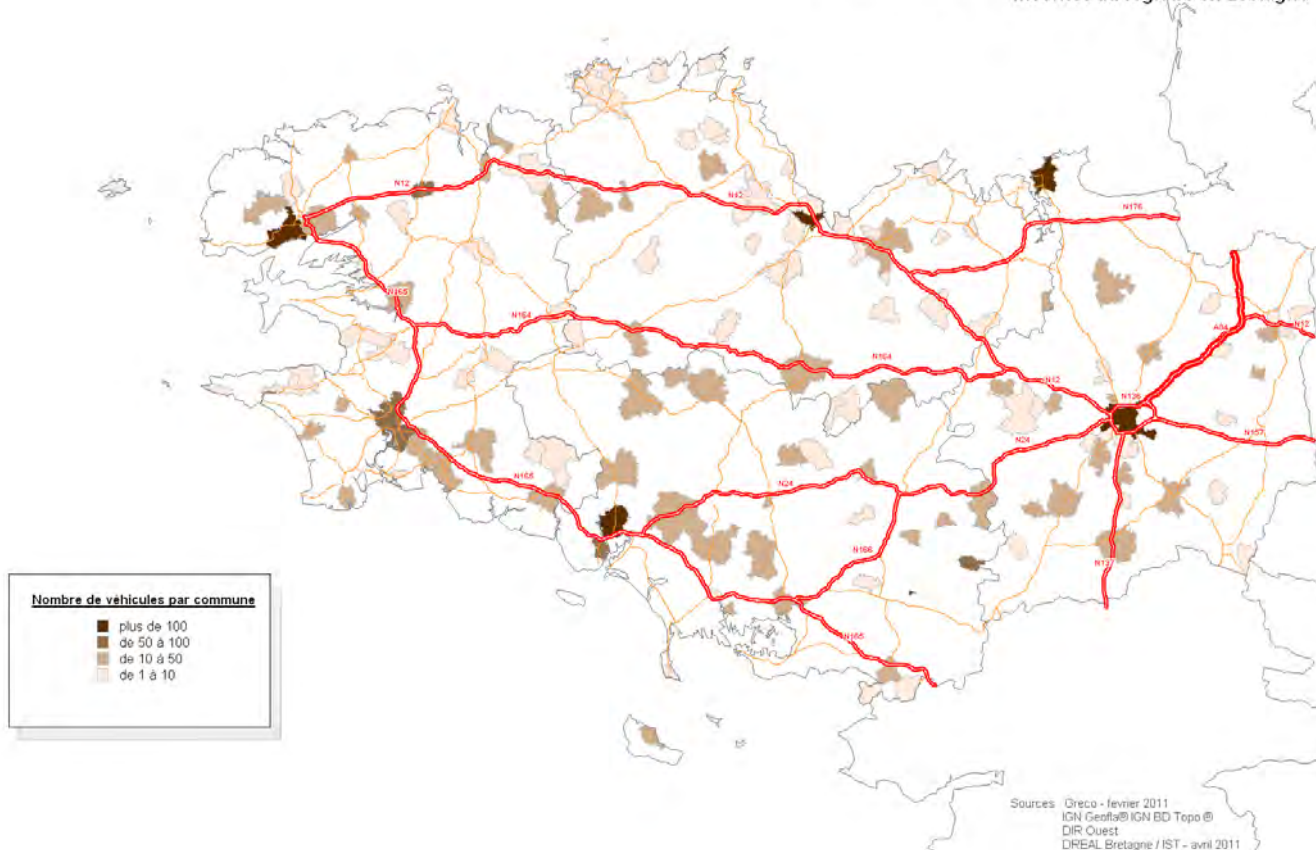 N12
N12
N176
N165
N164
A84
N12
N164
N12
N136
N157
N24
N165
N24
N166
N137
N165
Nombre de véhicules par commune
plus de 100
de 50 à 100
de 10 à 50
de 1 à 10
Sources Greco - fevrier 2011
IGN Geofla® IGN BD Topo ®
DIR Ouest
DREAL Bretagne / IST - avril 2011